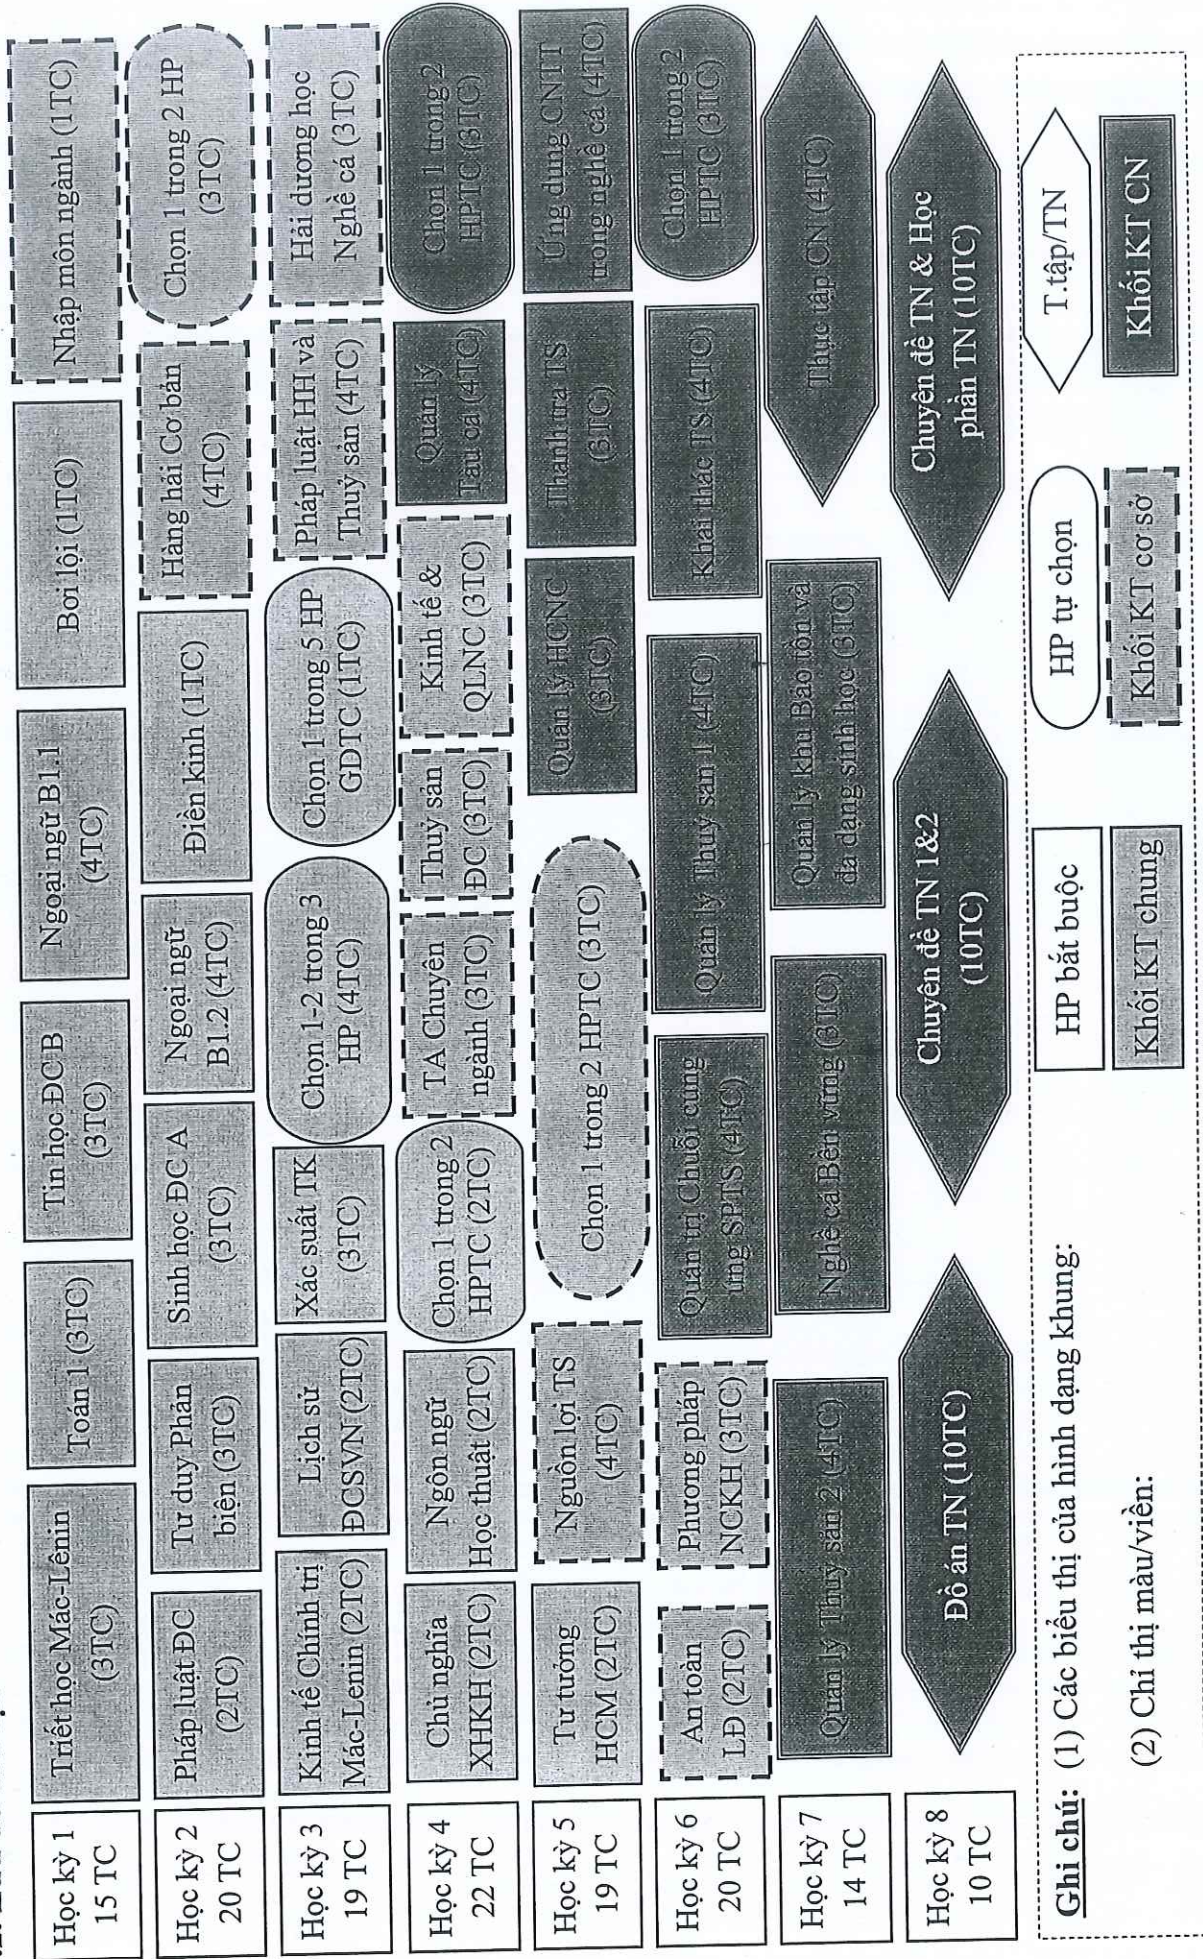 Học kỳ 1
15 TC
Triết học Mác-Lênin
(3TC)
Toán 1 (3TC)
Tin học ĐCB
(3TC)
Ngoại ngữ B1.1
(4TC)
Bơi lội (1TC)
Nhập môn ngành (1TC)
Học kỳ 2
20 TC
Pháp luật ĐC
(2TC)
Tư duy Phản
biện (3TC)
Sinh học ĐC A
(3TC)
Ngoại ngữ
B1.2 (4TC)
Điền kinh (1TC)
Hàng hải Cơ bản
(4TC)
Chọn 1 trong 2 HP
(3TC)
Học kỳ 3
19 TC
Kinh tế Chính trị
Mác-Lenin (2TC)
Lịch sử
ĐCSVN (2TC)
Xác suất TK
(3TC)
Chọn 1-2 trong 3
HP (4TC)
Chọn 1 trong 5 HP
GDTC (1TC)
Pháp luật HH và
Thuỷ sản (4TC)
Hải dương học
Nghề cá (3TC)
Học kỳ 4
22 TC
Chủ nghĩa
XHKH (2TC)
Ngôn ngữ
Học thuật (2TC)
Chọn 1 trong 2
HPTC (2TC)
TA Chuyên
ngành (3TC)
Thuỷ sản
ĐC (3TC)
Kinh tế &
QLNC (3TC)
Quản lý
Tàu cá (4TC)
Chọn 1 trong 2
HPTC (3TC)
Học kỳ 5
19 TC
Tư tưởng
HCM (2TC)
Nguồn lợi TS
(4TC)
Chọn 1 trong 2 HPTC (3TC)
Quản lý HCNC
(3TC)
Thanh tra TS
(3TC)
Ứng dụng CNTT
trong nghề cá (4TC)
Học kỳ 6
20 TC
An toàn
LĐ (2TC)
Phương pháp
NCKH (3TC)
Quản trị Chuỗi cung
ứng SPTS (4TC)
Quản lý Thuỷ sản 1 (4TC)
Khai thác TS (4TC)
Chọn 1 trong 2
HPTC (3TC)
Học kỳ 7
14 TC
Quản lý Thuỷ sản 2 (4TC)
Nghề cá Bền vững (3TC)
Quản lý khu Bảo tồn và
đa dạng sinh học (3TC)
Thực tập CN (4TC)
Học kỳ 8
10 TC
Đồ án TN (10TC)
Chuyên đề TN 1&2
(10TC)
Chuyên đề TN & Học
phần TN (10TC)
Ghi chú: (1) Các biểu thị của hình dạng khung:
HP bắt buộc
HP tự chọn
T.tập/TN
(2) Chỉ thị màu/viền:
Khối KT chung
Khối KT cơ sở
Khối KT CN